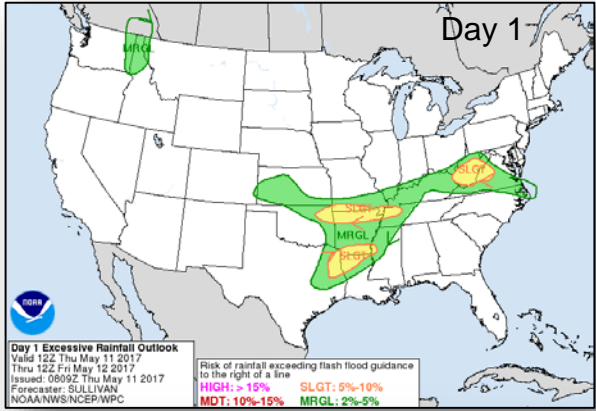 Day 1
MRGL
SLGT
SLGT
MRGL
SLGT
NOAA
Day 1 Excessive Rainfall Outlook
Valid 12Z Thu May 11 2017
Thru 12Z Fri May 12 2017
Issued: 0809Z Thu May 11 2017
Forecaster: SULLIVAN
NOAA/NWS/NCEP/WPC
Risk of rainfall exceeding flash flood guidance
to the right of a line
HIGH: > 15% SLGT: 5%-10%
MDT: 10%-15% MRGL: 2%-5%